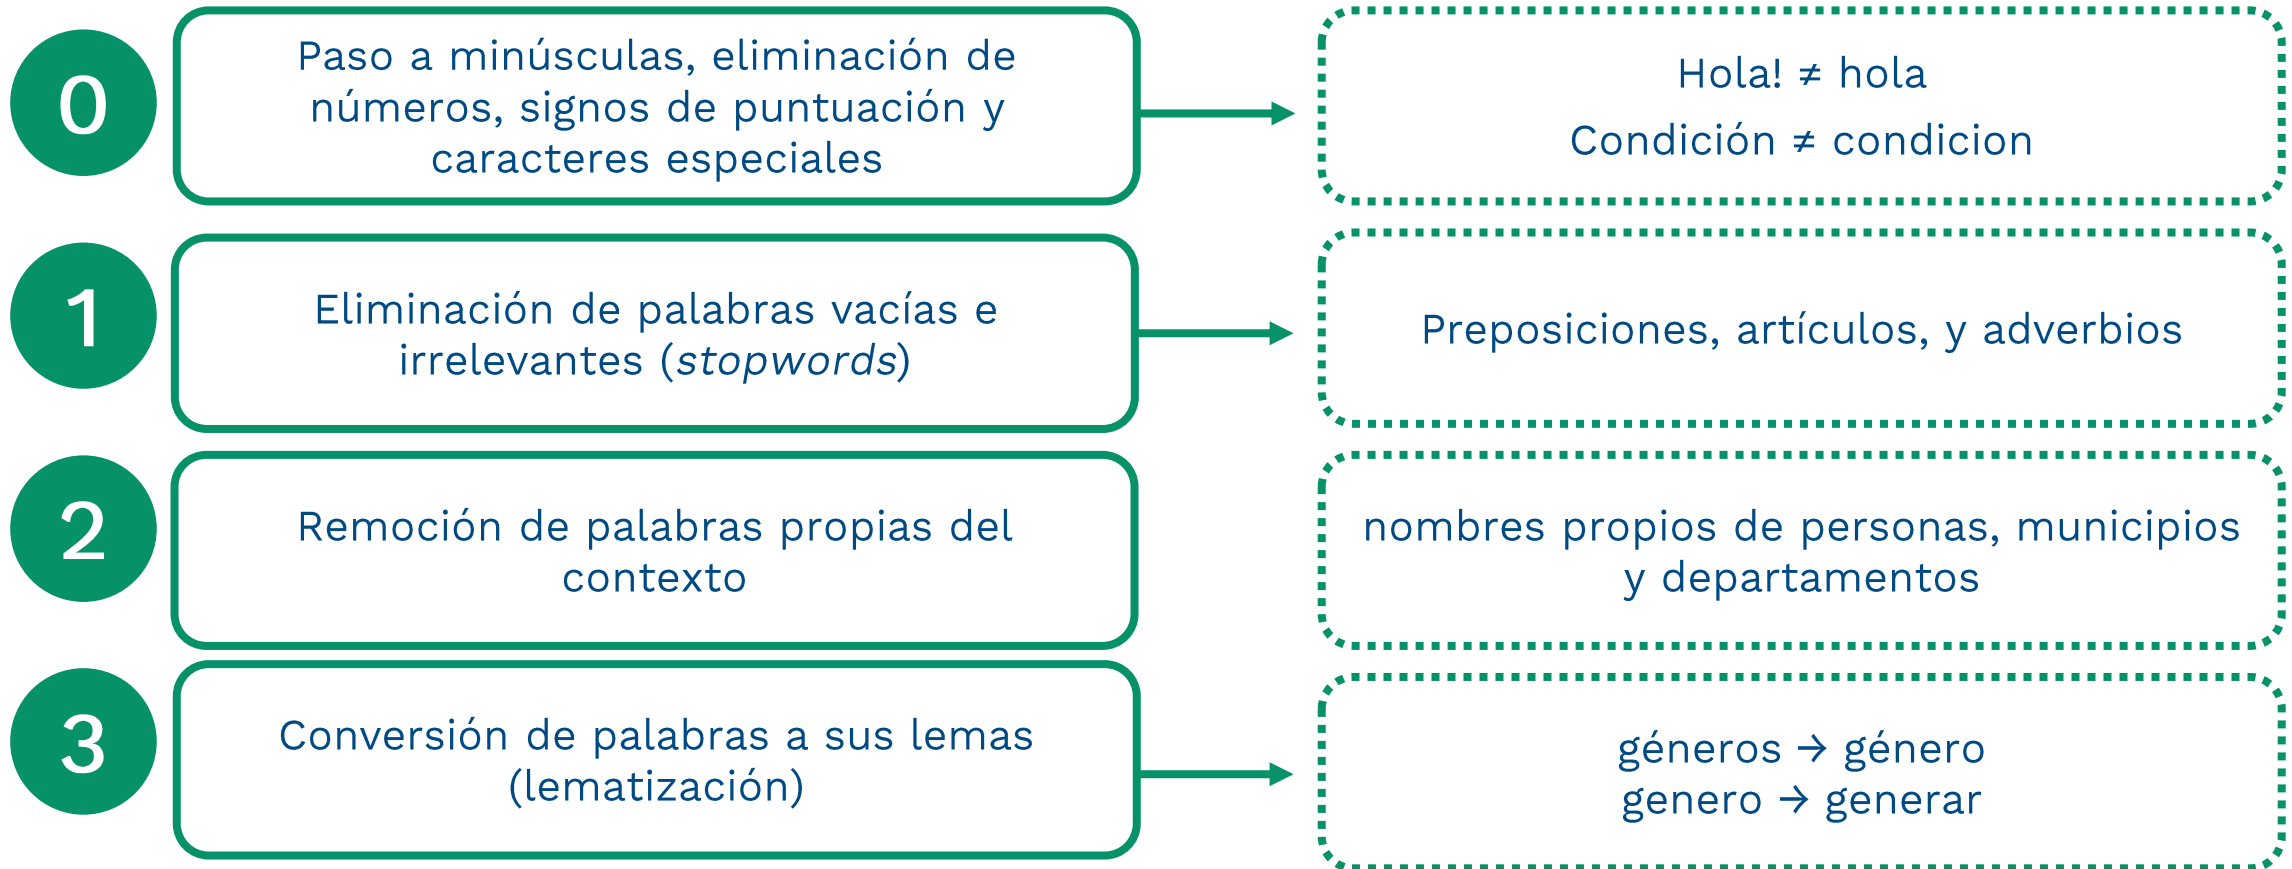 0
Paso a minúsculas, eliminación de
números, signos de puntuación y
caracteres especiales
Hola! ≠ hola
Condición ≠ condicion
1
Eliminación de palabras vacías e
irrelevantes (stopwords)
Preposiciones, artículos, y adverbios
2
Remoción de palabras propias del
contexto
nombres propios de personas, municipios
y departamentos
3
Conversión de palabras a sus lemas
(lematización)
géneros → género
genero → generar